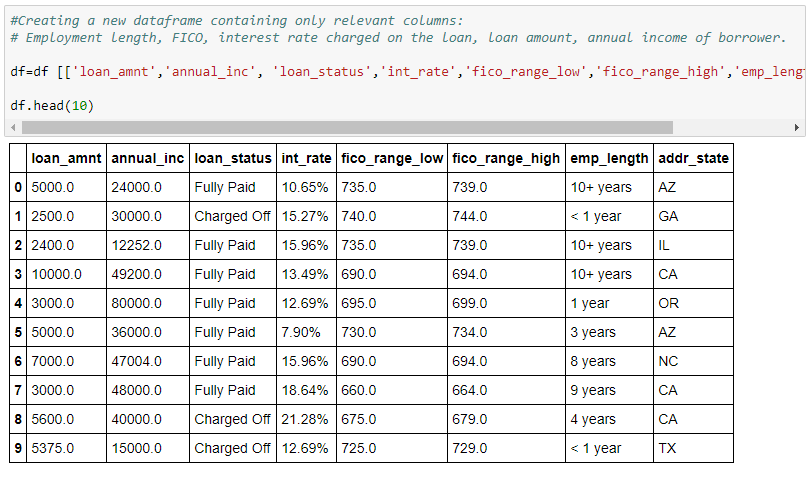 #Creating a new dataframe containing only relevant columns:
# Employment length, FICO, interest rate charged on the loan, loan amount, annual income of borrower.
df=df [['loan_amnt','annual_inc', 'loan_status','int_rate','fico_range_low','fico_range_high','emp_leng
df.head(10)
loan_amnt annual_inc loan_status int_rate fico_range_low fico_range_high emp_length addr_state
0 5000.0 24000.0 Fully Paid 10.65% 735.0 739.0 10+ years AZ
1 2500.0 30000.0 Charged Off 15.27% 740.0 744.0 < 1 year GA
2 2400.0 12252.0 Fully Paid 15.96% 735.0 739.0 10+ years IL
3 10000.0 49200.0 Fully Paid 13.49% 690.0 694.0 10+ years CA
4 3000.0 80000.0 Fully Paid 12.69% 695.0 699.0 1 year OR
5 5000.0 36000.0 Fully Paid 7.90% 730.0 734.0 3 years AZ
6 7000.0 47004.0 Fully Paid 15.96% 690.0 694.0 8 years NC
7 3000.0 48000.0 Fully Paid 18.64% 660.0 664.0 9 years CA
8 5600.0 40000.0 Charged Off 21.28% 675.0 679.0 4 years CA
9 5375.0 15000.0 Charged Off 12.69% 725.0 729.0 < 1 year TX